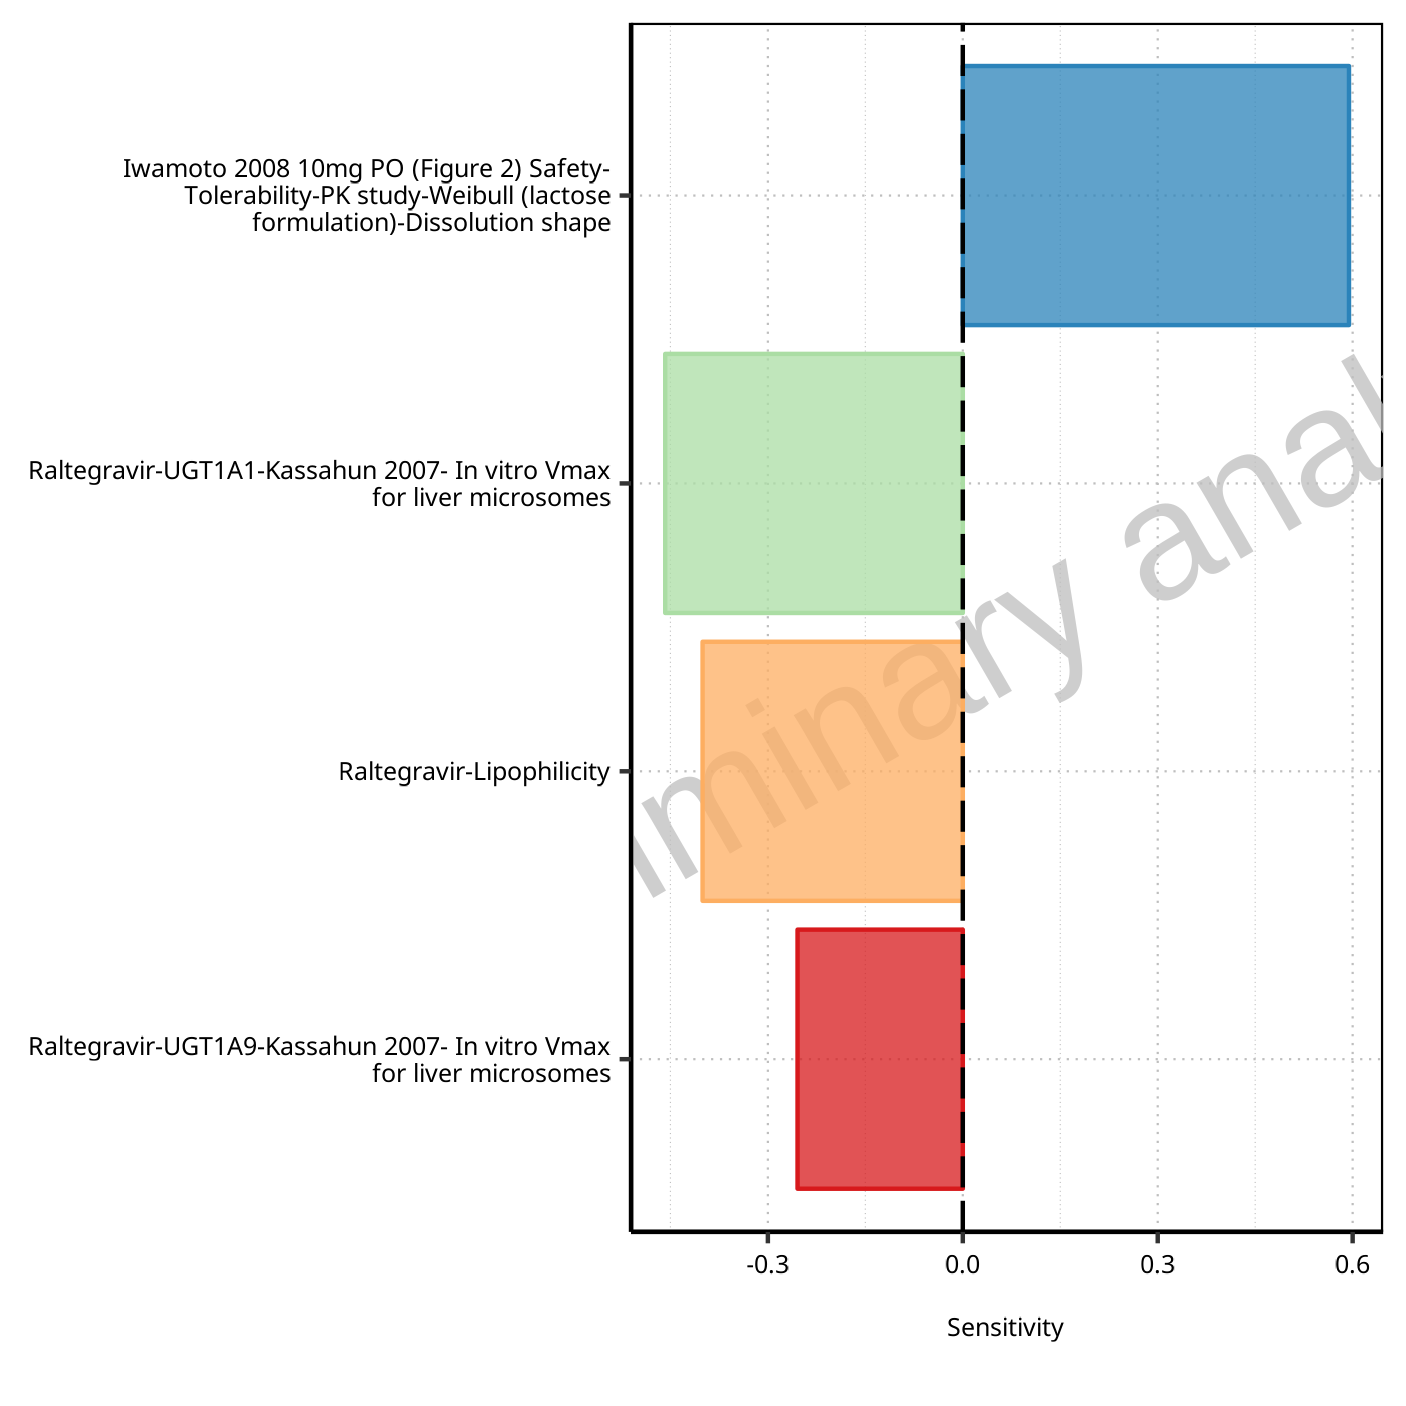 Iwamoto 2008 10mg PO (Figure 2) Safety-
Tolerability-PK study-Weibull (lactose
formulation)-Dissolution shape
Raltegravir-UGT1A1-Kassahun 2007- In vitro Vmax
for liver microsomes
Raltegravir-Lipophilicity
Raltegravir-UGT1A9-Kassahun 2007- In vitro Vmax
for liver microsomes
minary anal
-0.3 0.0 0.3 0.6
Sensitivity